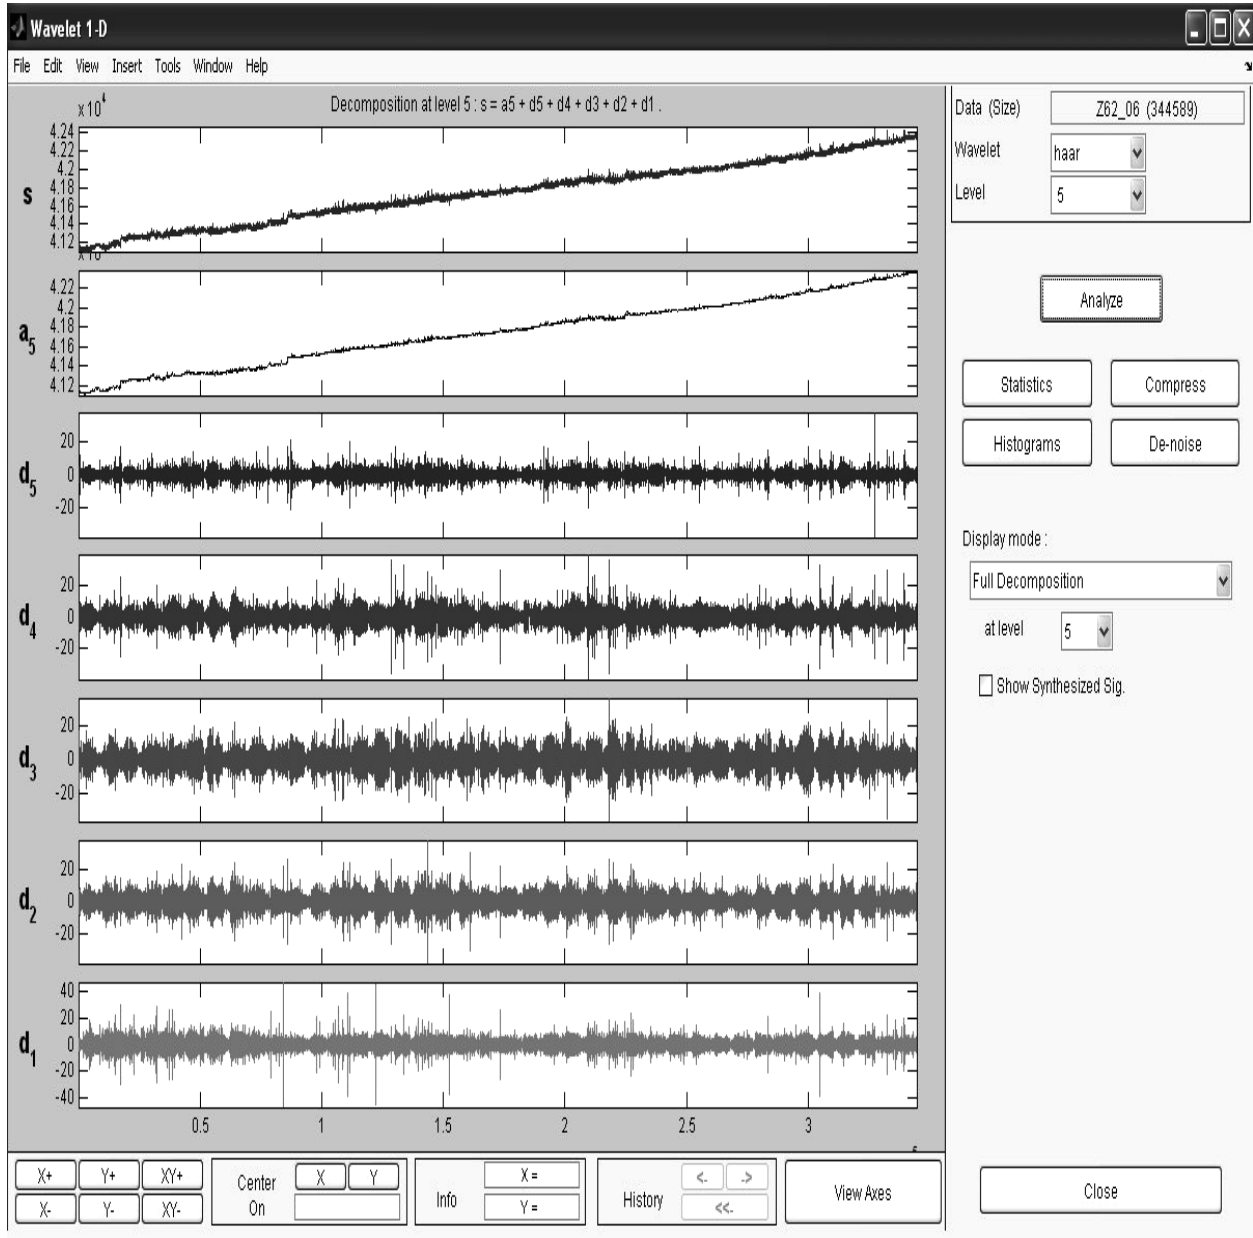 Wavelet 1-D
File Edit View Insert Tools Window Help
x 10^4
Decomposition at level 5 : s = a5 + d5 + d4 + d3 + d2 + d1 .
s
4.24
4.22
4.2
4.18
4.16
4.14
4.12
a5
4.22
4.2
4.18
4.16
4.14
4.12
d5
20
0
-20
d4
20
0
-20
d3
20
0
-20
d2
20
0
-20
d1
40
20
0
-20
-40
0.5 1 1.5 2 2.5 3
Data (Size) Z62_06 (344589)
Wavelet haar
Level 5
Analyze
Statistics Compress
Histograms De-noise
Display mode :
Full Decomposition
at level 5
Show Synthesized Sig.
X+ Y+ XY+
X- Y- XY-
Center On X Y
Info X = Y =
History <- -> <<-
View Axes
Close